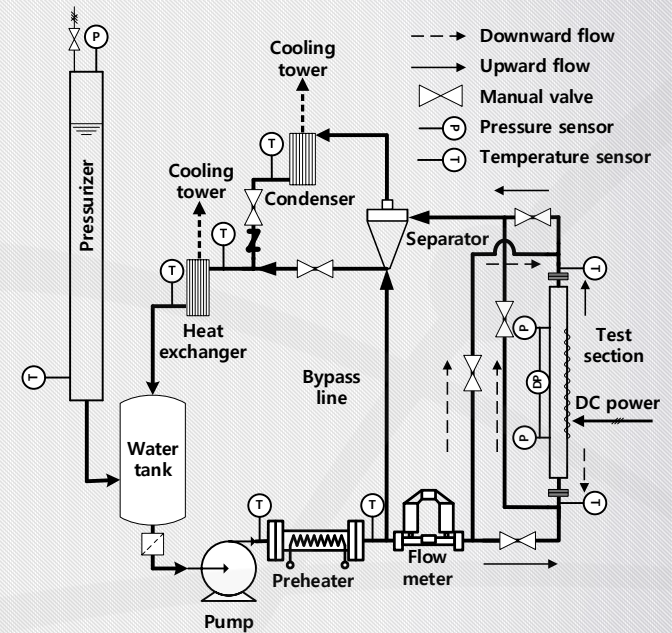 P
Cooling
tower
Downward flow
Upward flow
Manual valve
P
Pressure sensor
T
Temperature sensor
Pressurizer
T
Condenser
Cooling
tower
T
T
Separator
T
Heat
exchanger
P
DP
P
Test
section
DC power
T
Bypass
line
Water
tank
T
T
T
Preheater
Flow
meter
Pump